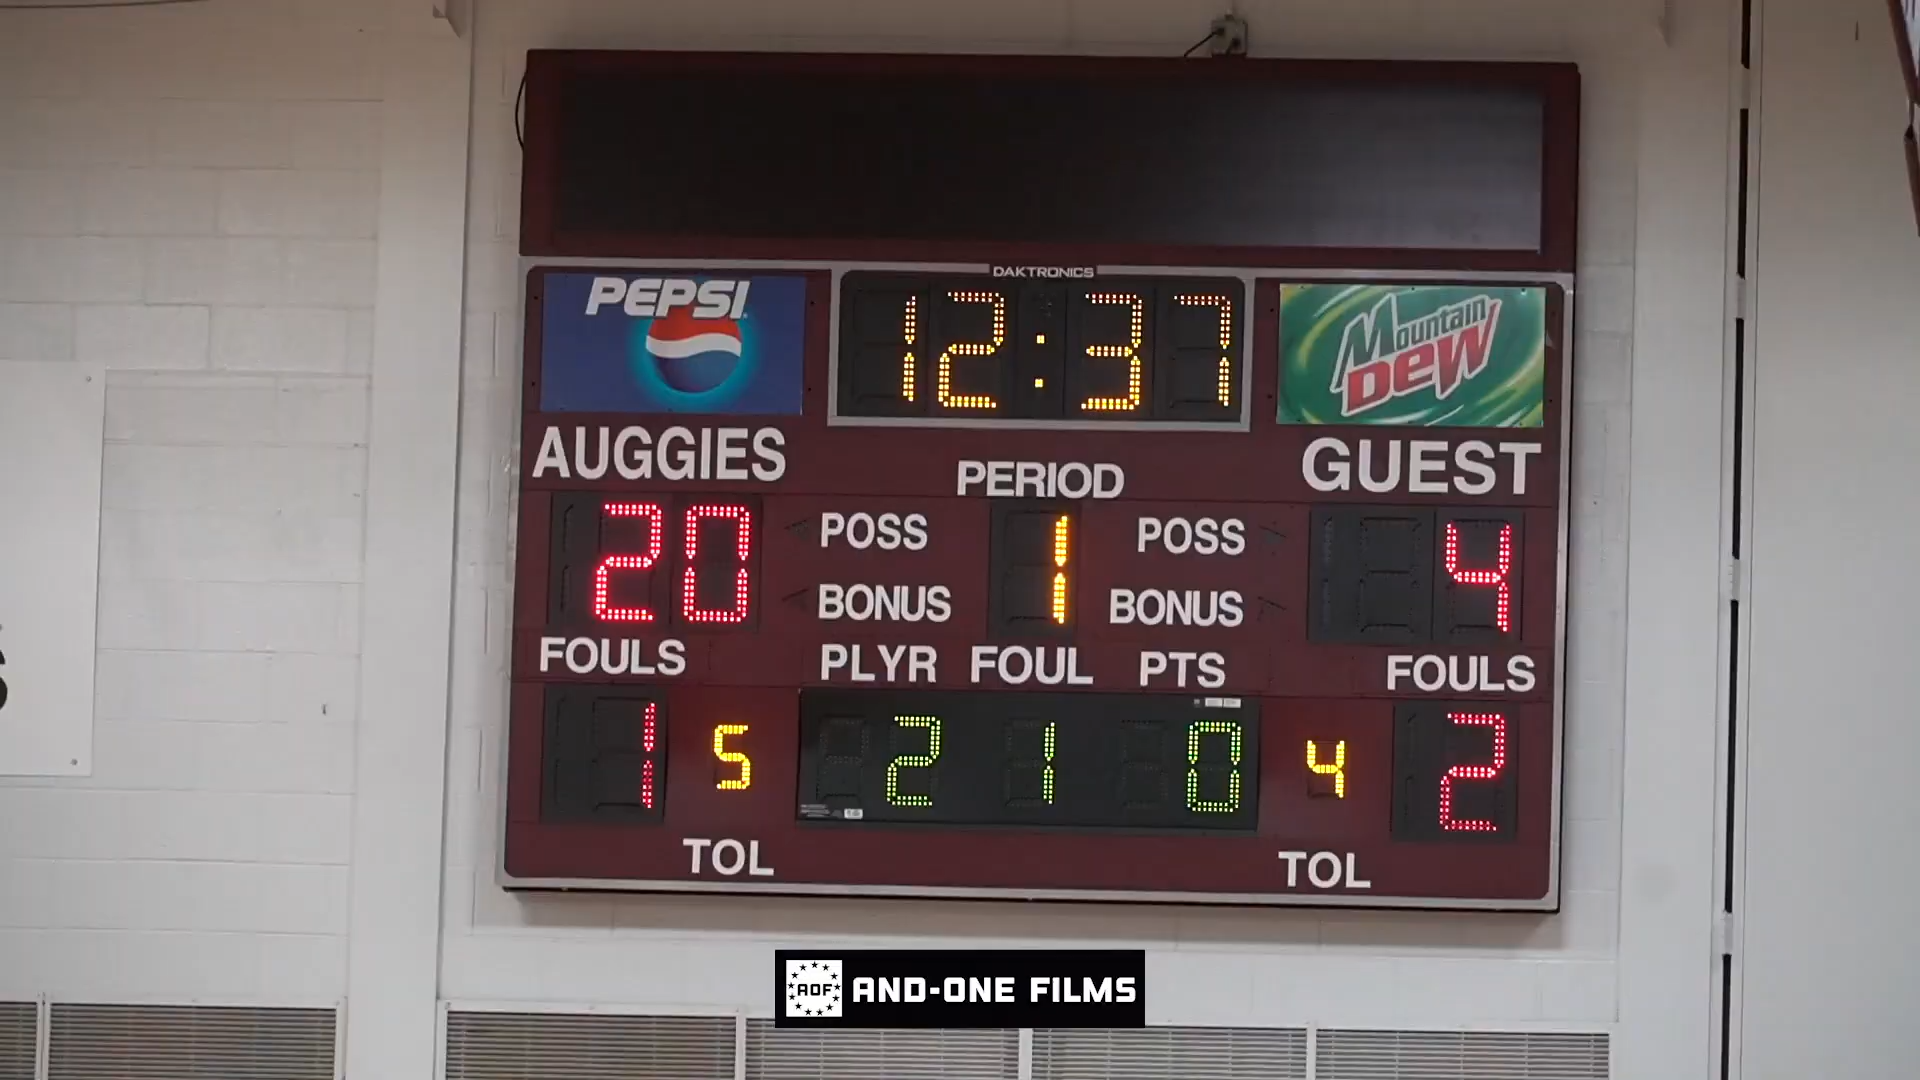 DAKTRONICS
PEPSI
12:37
Mountain
Dew
AUGGIES
PERIOD
GUEST
20
POSS
1
POSS
4
BONUS
BONUS
FOULS
PLYR FOUL PTS
FOULS
1 5 2 1 0 4 2
TOL
TOL
AOF AND-ONE FILMS